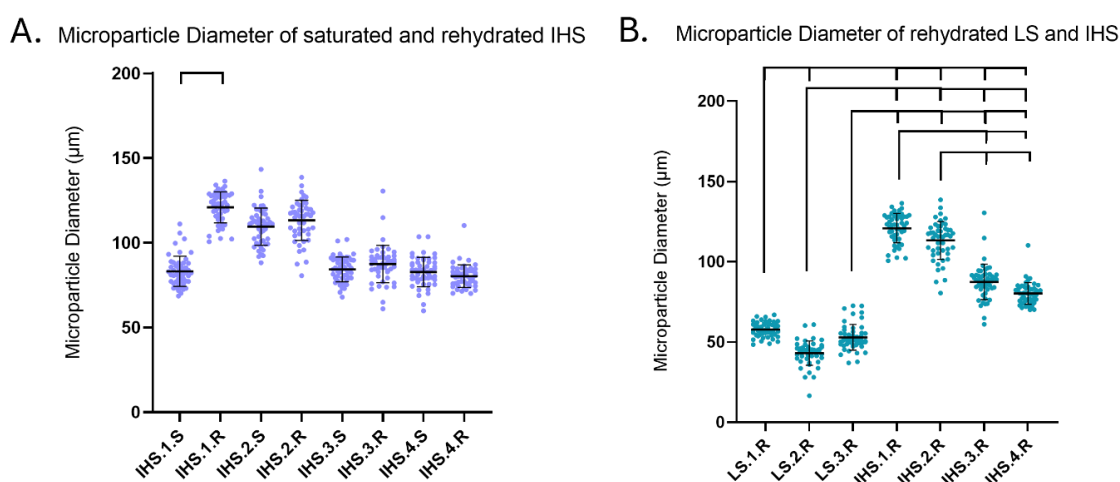 A. Microparticle Diameter of saturated and rehydrated IHS
Microparticle Diameter (μm)
200
150
100
50
0
IHS.1.S
IHS.1.R
IHS.2.S
IHS.2.R
IHS.3.S
IHS.3.R
IHS.4.S
IHS.4.R
B. Microparticle Diameter of rehydrated LS and IHS
Microparticle Diameter (μm)
200
150
100
50
0
LS.1.R
LS.2.R
LS.3.R
IHS.1.R
IHS.2.R
IHS.3.R
IHS.4.R